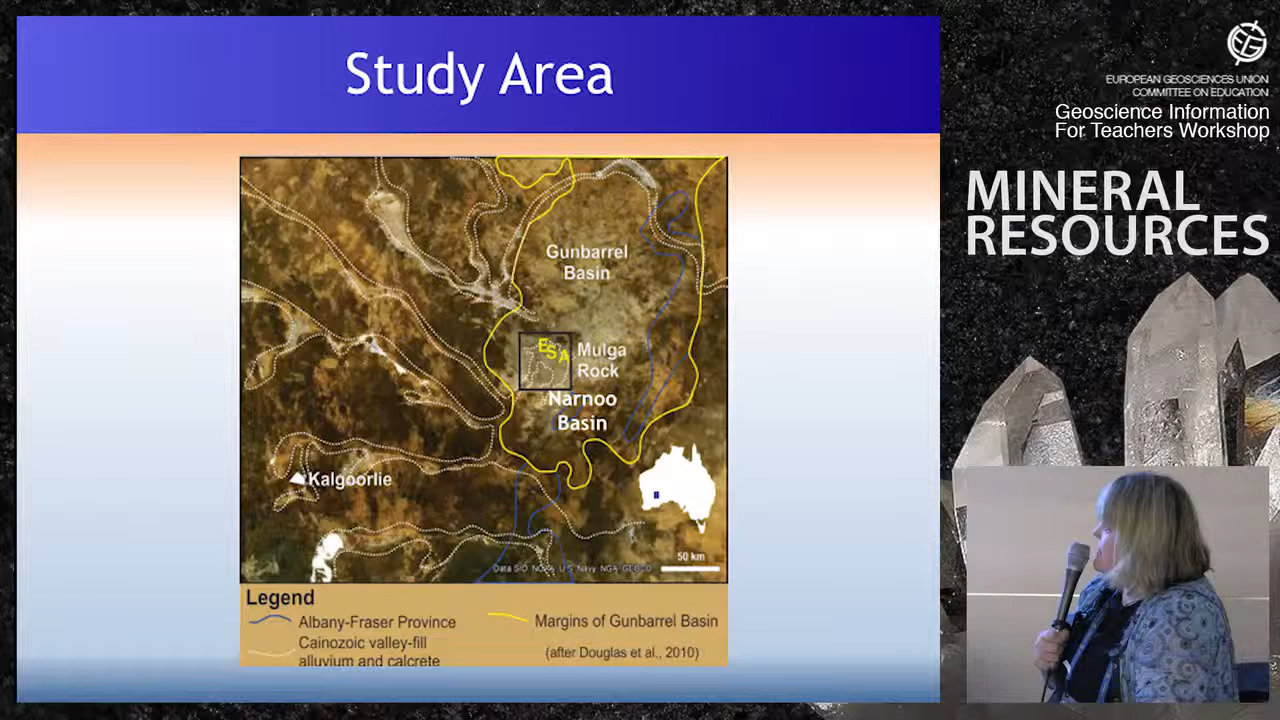 Study Area
Gunbarrel
Basin
E
S
A
Mulga
Rock
Narnoo
Basin
Kalgoorlie
50 km
Data SIO, NOAA, U.S. Navy, NGA, GEBCO
Legend
Albany-Fraser Province
Cainozoic valley-fill
alluvium and calcrete
Margins of Gunbarrel Basin
(after Douglas et al., 2010)
EUROPEAN GEOSCIENCES UNION
COMMITTEE ON EDUCATION
Geoscience Information
For Teachers Workshop
MINERAL
RESOURCES